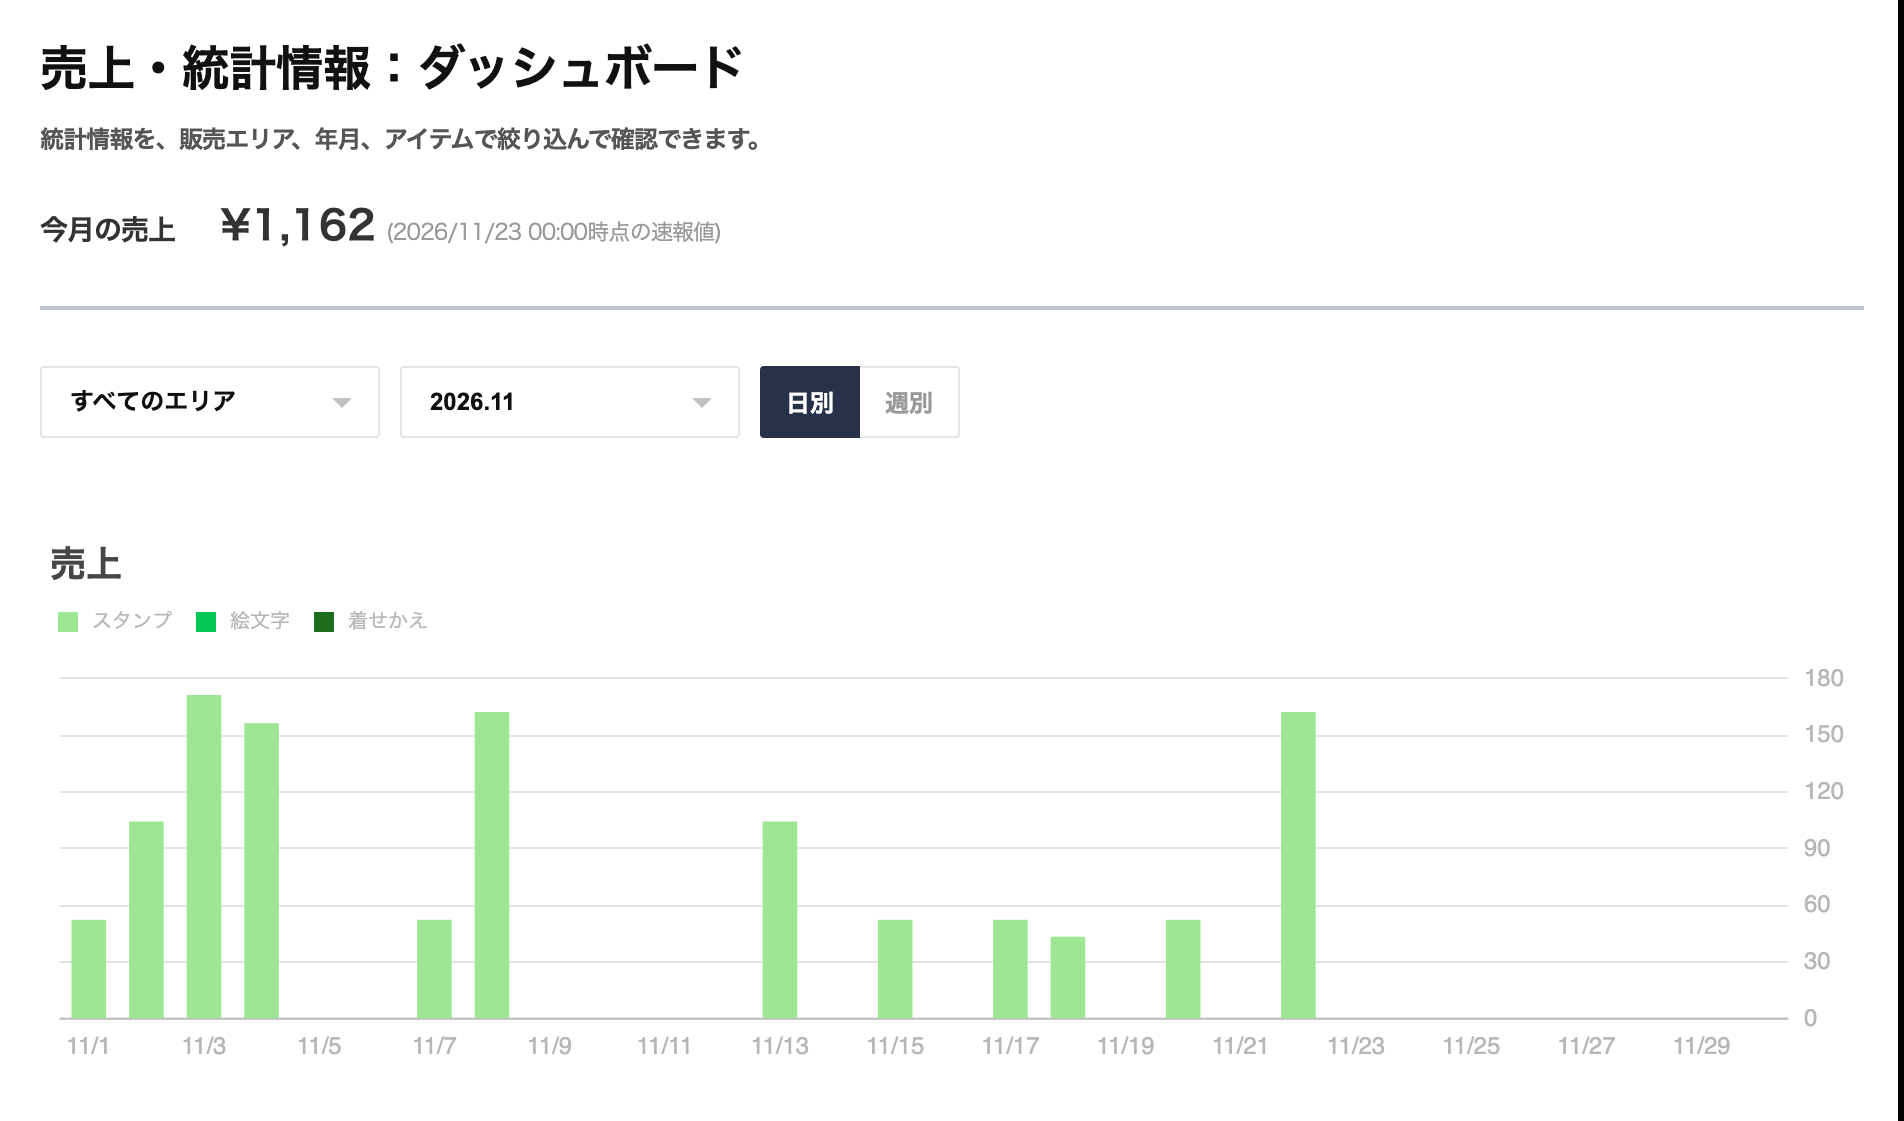 売上・統計情報：ダッシュボード
統計情報を、販売エリア、年月、アイテムで絞り込んで確認できます。
今月の売上 ¥1,162 (2026/11/23 00:00時点の速報値)
すべてのエリア 2026.11 日別 週別
売上
スタンプ 絵文字 着せかえ
180
150
120
90
60
30
0
11/1 11/3 11/5 11/7 11/9 11/11 11/13 11/15 11/17 11/19 11/21 11/23 11/25 11/27 11/29